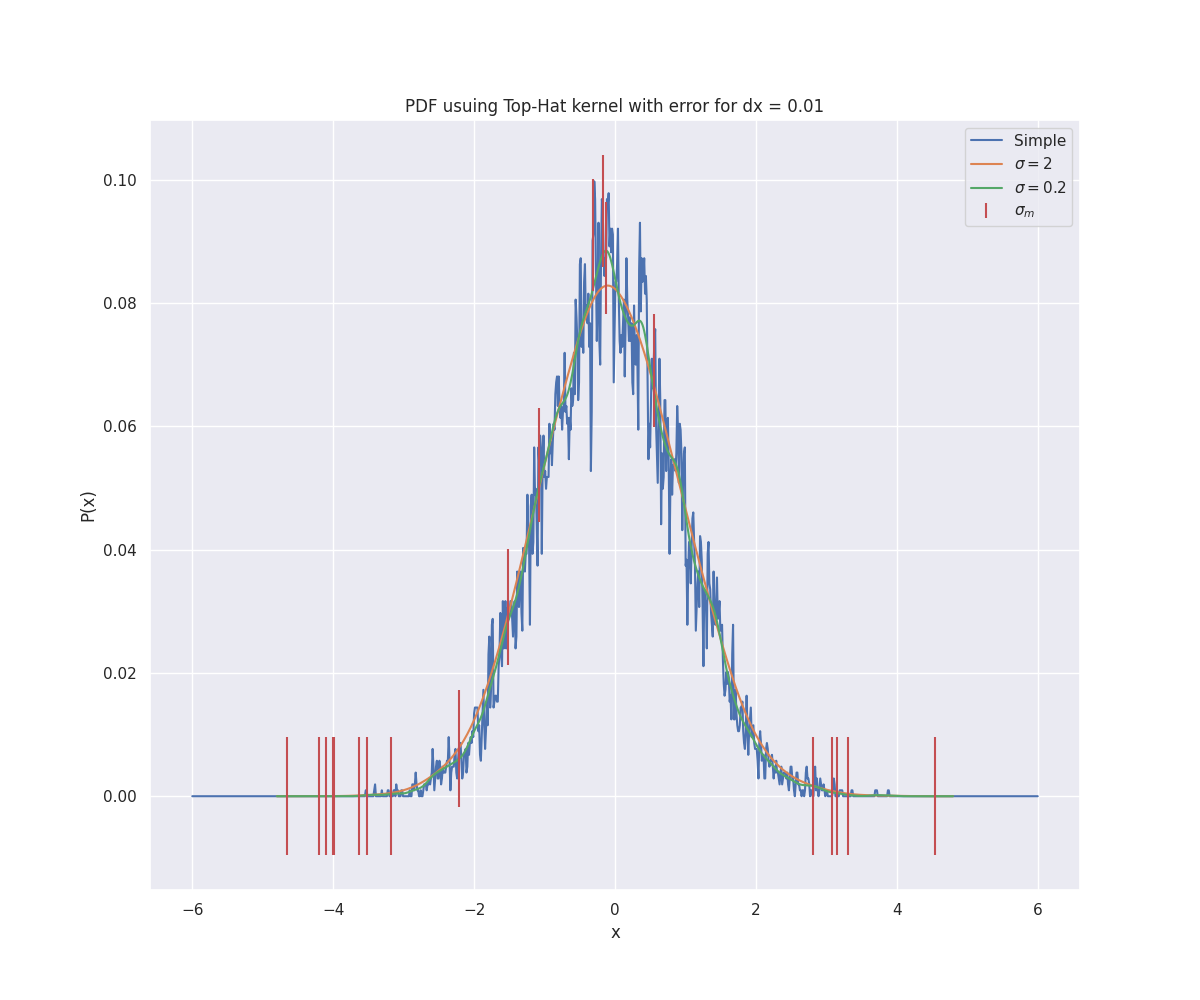 PDF usuing Top-Hat kernel with error for dx = 0.01
Simple
σ = 2
σ = 0.2
σₘ
0.10
0.08
0.06
0.04
0.02
0.00
P(x)
−6 −4 −2 0 2 4 6
x